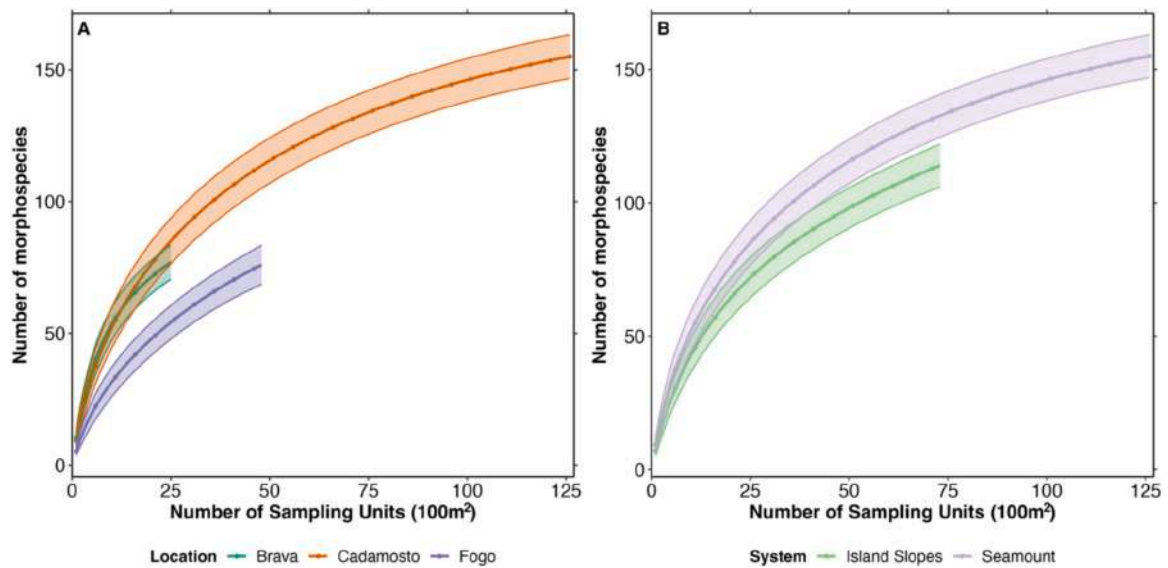 A
B
Number of morphospecies
150
100
50
0
0 25 50 75 100 125
Number of Sampling Units (100m²)
Location Brava Cadamosto Fogo
Number of morphospecies
150
100
50
0
0 25 50 75 100 125
Number of Sampling Units (100m²)
System Island Slopes Seamount